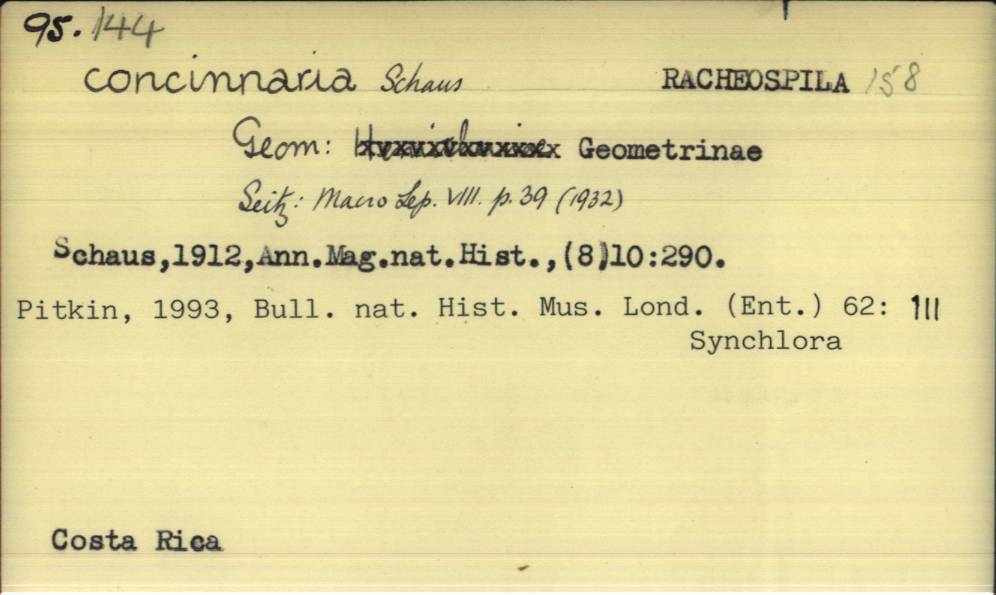 95. 144
concinnaria Schaus RACHEOSPILA 158
Geom: Geometrinae
Seitz: Macro Lep. VIII. p. 39 (1932)
Schaus,1912,Ann.Mag.nat.Hist.,(8)10:290.
Pitkin, 1993, Bull. nat. Hist. Mus. Lond. (Ent.) 62: 111
Synchlora
Costa Rica